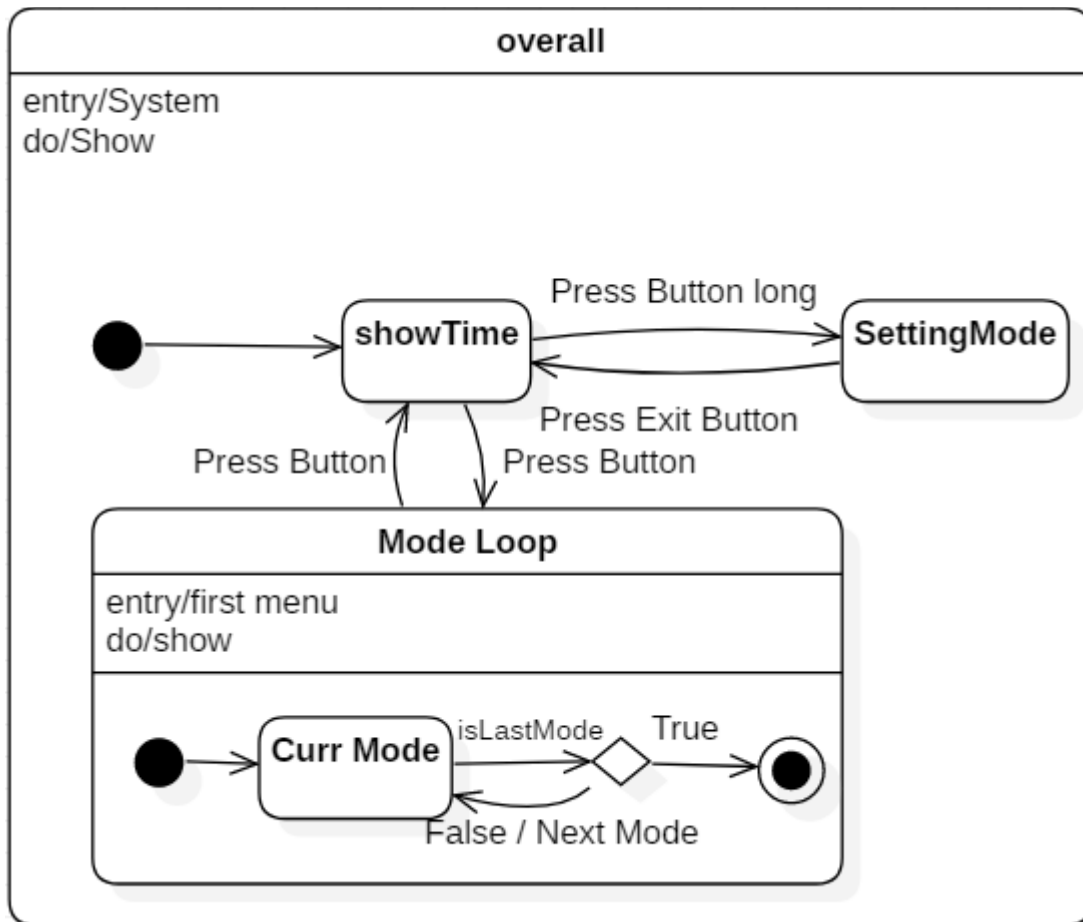 overall
entry/System
do/Show
Press Button long
showTime
SettingMode
Press Exit Button
Press Button
Press Button
Mode Loop
entry/first menu
do/show
isLastMode
True
Curr Mode
False / Next Mode